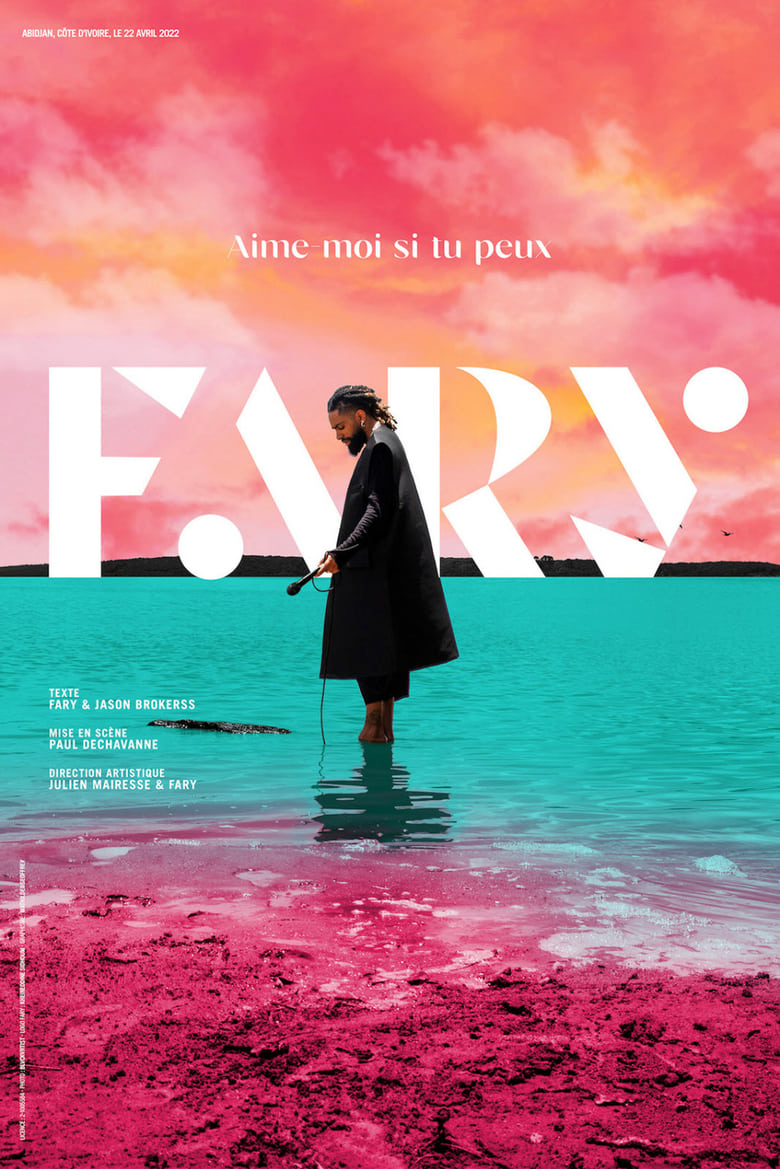 ABIDJAN, CÔTE D'IVOIRE, LE 22 AVRIL 2022
Aime-moi si tu peux
FARY
TEXTE
FARY & JASON BROKERSS
MISE EN SCÈNE
PAUL DECHAVANNE
DIRECTION ARTISTIQUE
JULIEN MAIRESSE & FARY